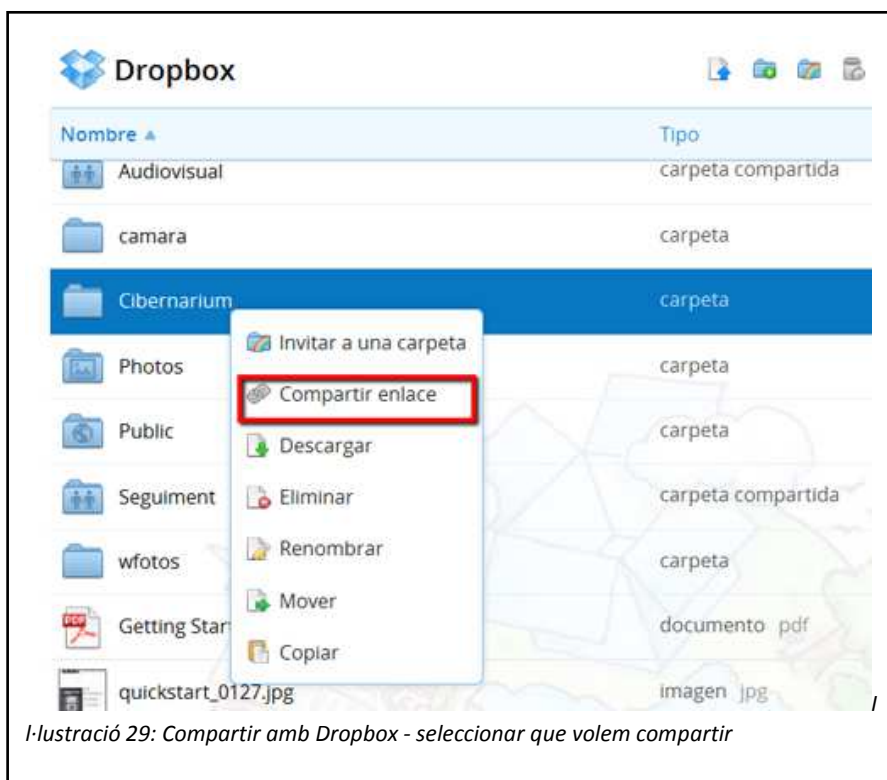 Dropbox
Nombre ▲ Tipo
Audiovisual carpeta compartida
camara carpeta
Cibernarium carpeta
Invitar a una carpeta
Photos carpeta
Compartir enlace
Public carpeta
Descargar
Seguiment carpeta compartida
Eliminar
Renombrar
wfotos carpeta
Mover
Getting Star documento pdf
Copiar
quickstart_0127.jpg imagen jpg
I
l·lustració 29: Compartir amb Dropbox - seleccionar que volem compartir